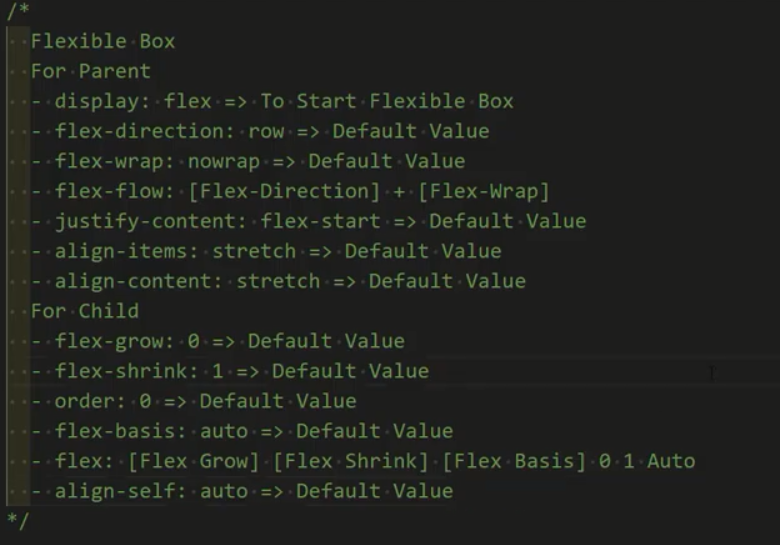 /*
Flexible Box
For Parent
- display: flex => To Start Flexible Box
- flex-direction: row => Default Value
- flex-wrap: nowrap => Default Value
- flex-flow: [Flex-Direction] + [Flex-Wrap]
- justify-content: flex-start => Default Value
- align-items: stretch => Default Value
- align-content: stretch => Default Value
For Child
- flex-grow: 0 => Default Value
- flex-shrink: 1 => Default Value
- order: 0 => Default Value
- flex-basis: auto => Default Value
- flex: [Flex Grow] [Flex Shrink] [Flex Basis] 0 1 Auto
- align-self: auto => Default Value
*/